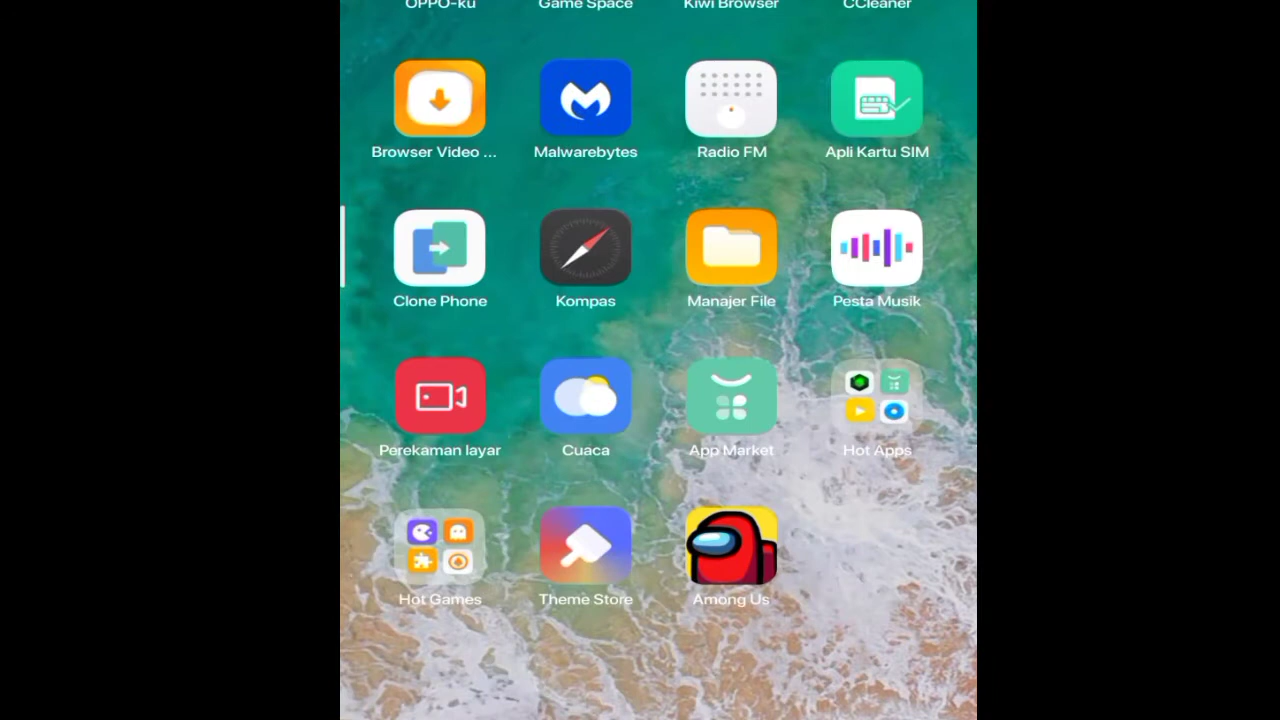 OPPO-ku Game Space Kiwi Browser CCleaner
Browser Video ... Malwarebytes Radio FM Apli Kartu SIM
Clone Phone Kompas Manajer File Pesta Musik
Perekaman layar Cuaca App Market Hot Apps
Hot Games Theme Store Among Us